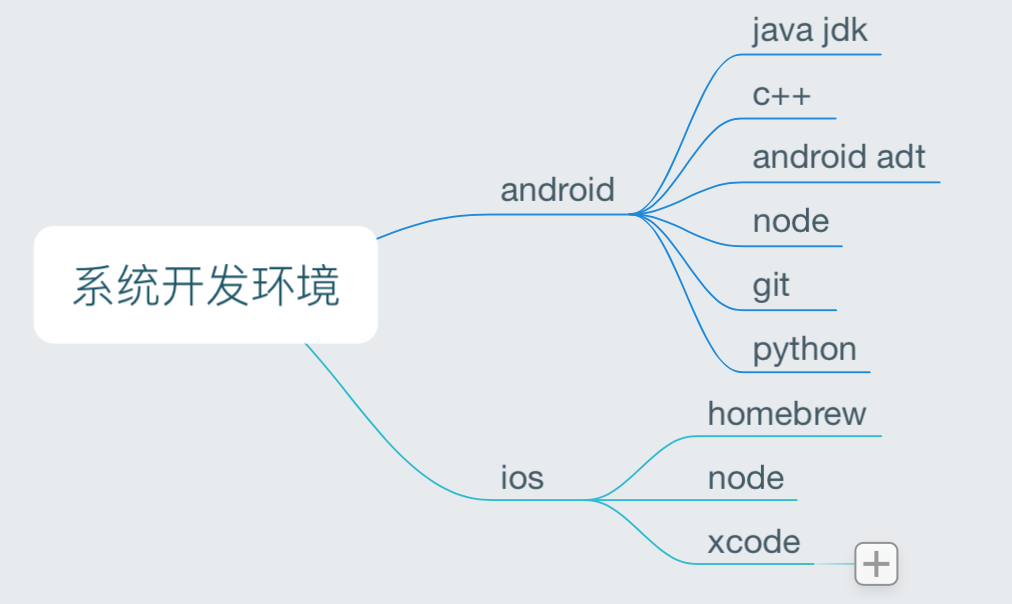 系统开发环境
android
java jdk
c++
android adt
node
git
python
ios
homebrew
node
xcode